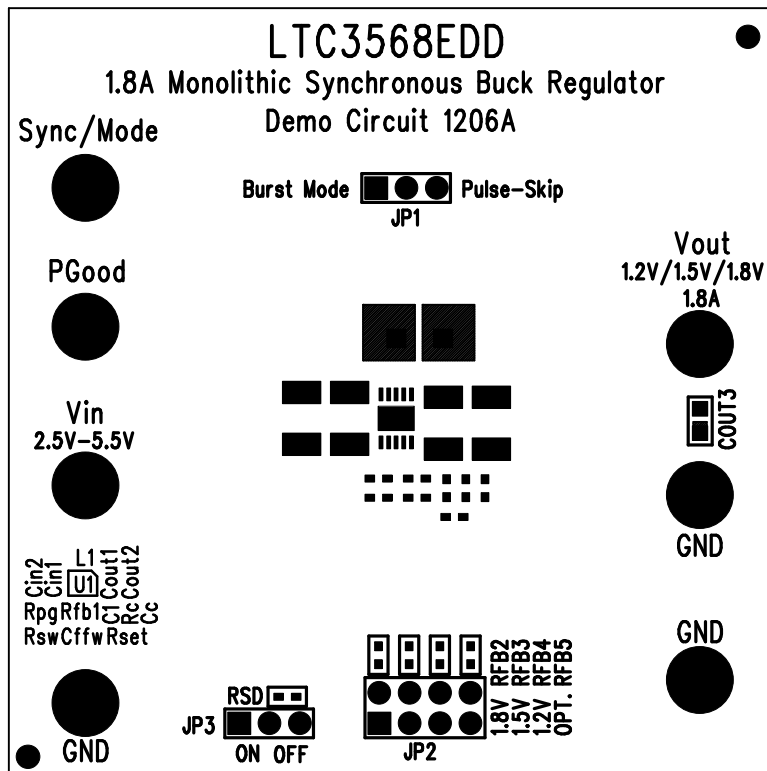 LTC3568EDD
1.8A Monolithic Synchronous Buck Regulator
Demo Circuit 1206A
Sync/Mode
Burst Mode
Pulse-Skip
JP1
PGood
Vout
1.2V/1.5V/1.8V
1.8A
Vin
2.5V-5.5V
COUT3
GND
Cin2
Cin1
L1
U1
Cout1
Cout2
Rpg Rfb1 C1 Rc Cc
Rsw Cffw Rset
GND
GND
RSD
JP3
ON OFF
JP2
1.8V RFB2
1.5V RFB3
1.2V RFB4
OPT. RFB5